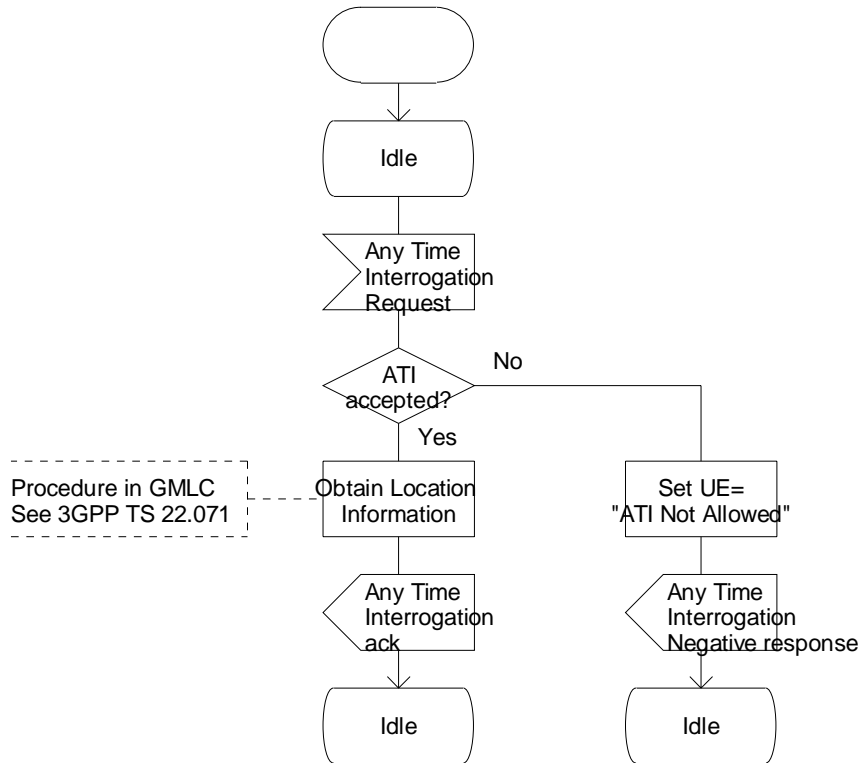 Idle
Any Time
Interrogation
Request
ATI
accepted?
No
Yes
Procedure in GMLC
See 3GPP TS 22.071
Obtain Location
Information
Set UE=
"ATI Not Allowed"
Any Time
Interrogation
ack
Any Time
Interrogation
Negative response
Idle
Idle